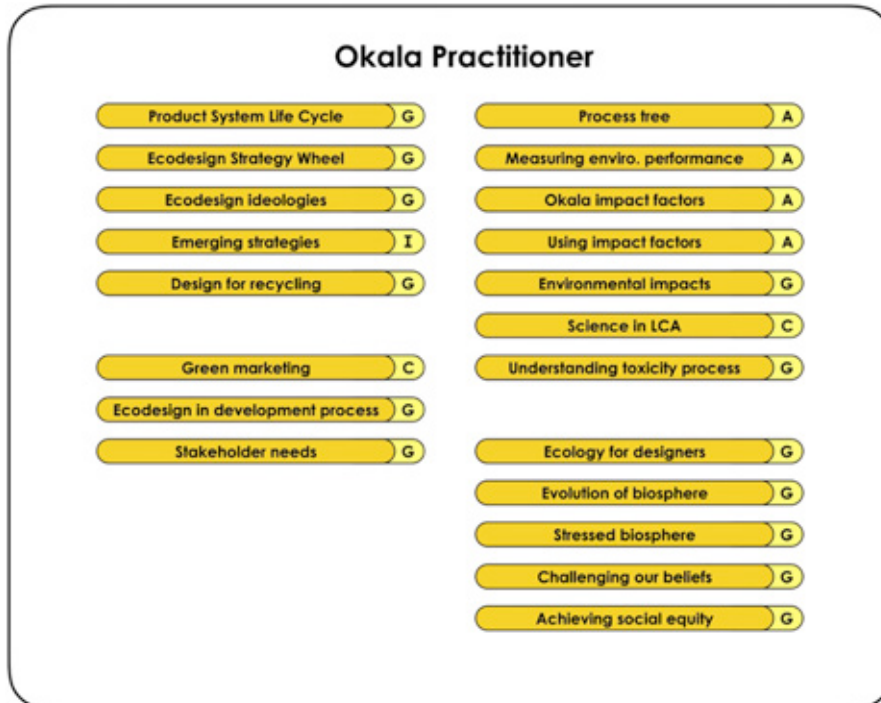 Okala Practitioner
Product System Life Cycle G
Ecodesign Strategy Wheel G
Ecodesign ideologies G
Emerging strategies I
Design for recycling G
Green marketing C
Ecodesign in development process G
Stakeholder needs G
Process tree A
Measuring enviro. performance A
Okala impact factors A
Using impact factors A
Environmental impacts G
Science in LCA C
Understanding toxicity process G
Ecology for designers G
Evolution of biosphere G
Stressed biosphere G
Challenging our beliefs G
Achieving social equity G